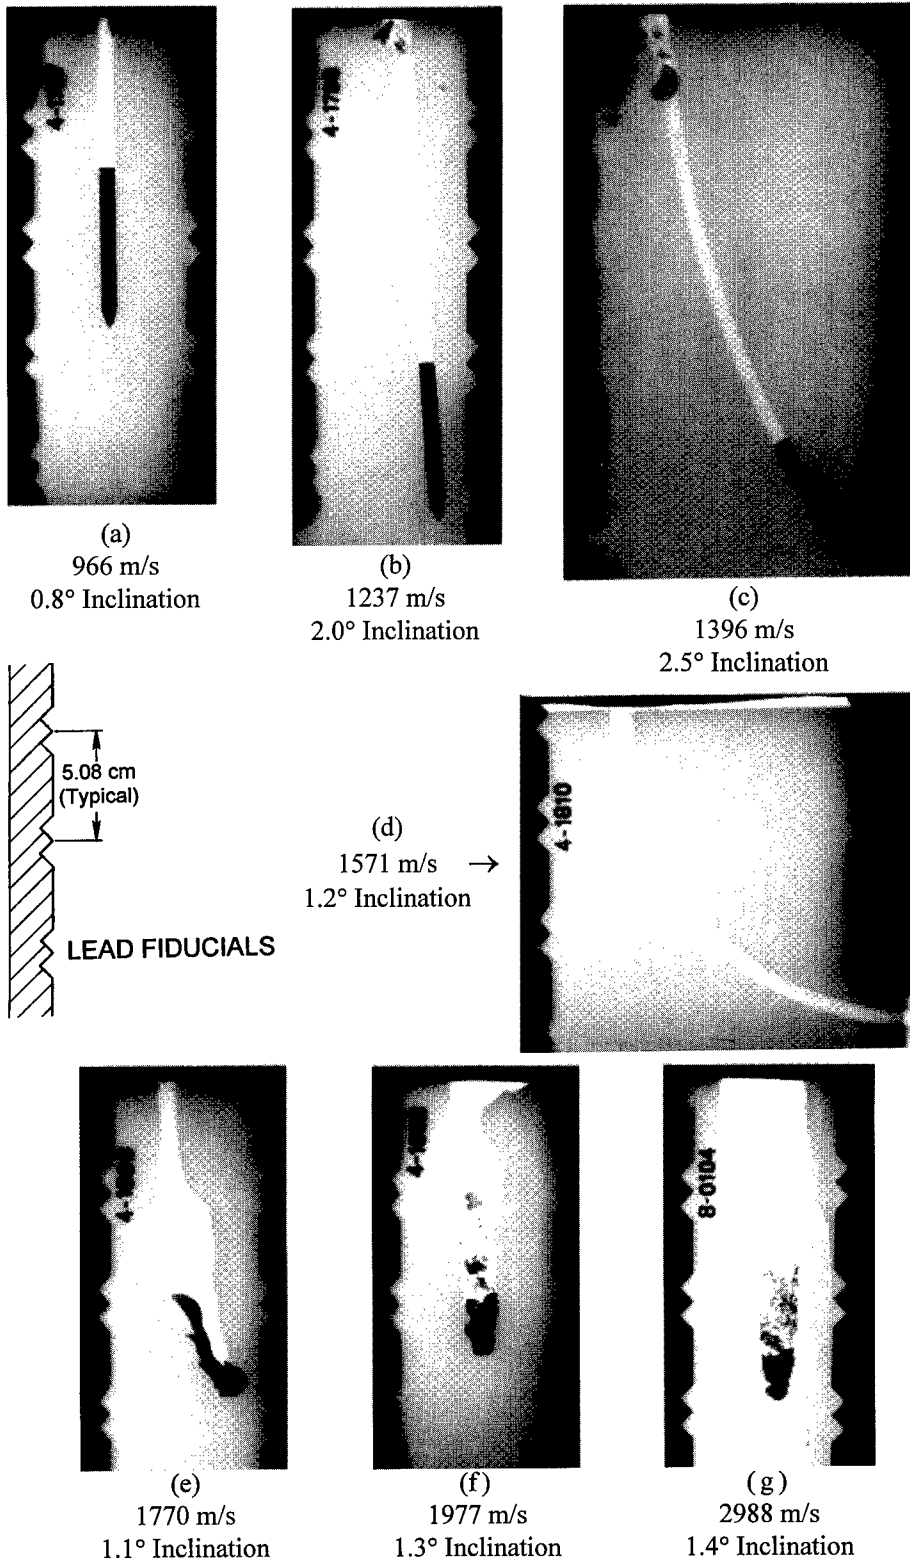 4-1789
(a)
966 m/s
0.8° Inclination
(b)
1237 m/s
2.0° Inclination
(c)
1396 m/s
2.5° Inclination
5.08 cm
(Typical)
LEAD FIDUCIALS
(d)
1571 m/s →
1.2° Inclination
4-1810
8-0104
(e)
1770 m/s
1.1° Inclination
(f)
1977 m/s
1.3° Inclination
(g)
2988 m/s
1.4° Inclination